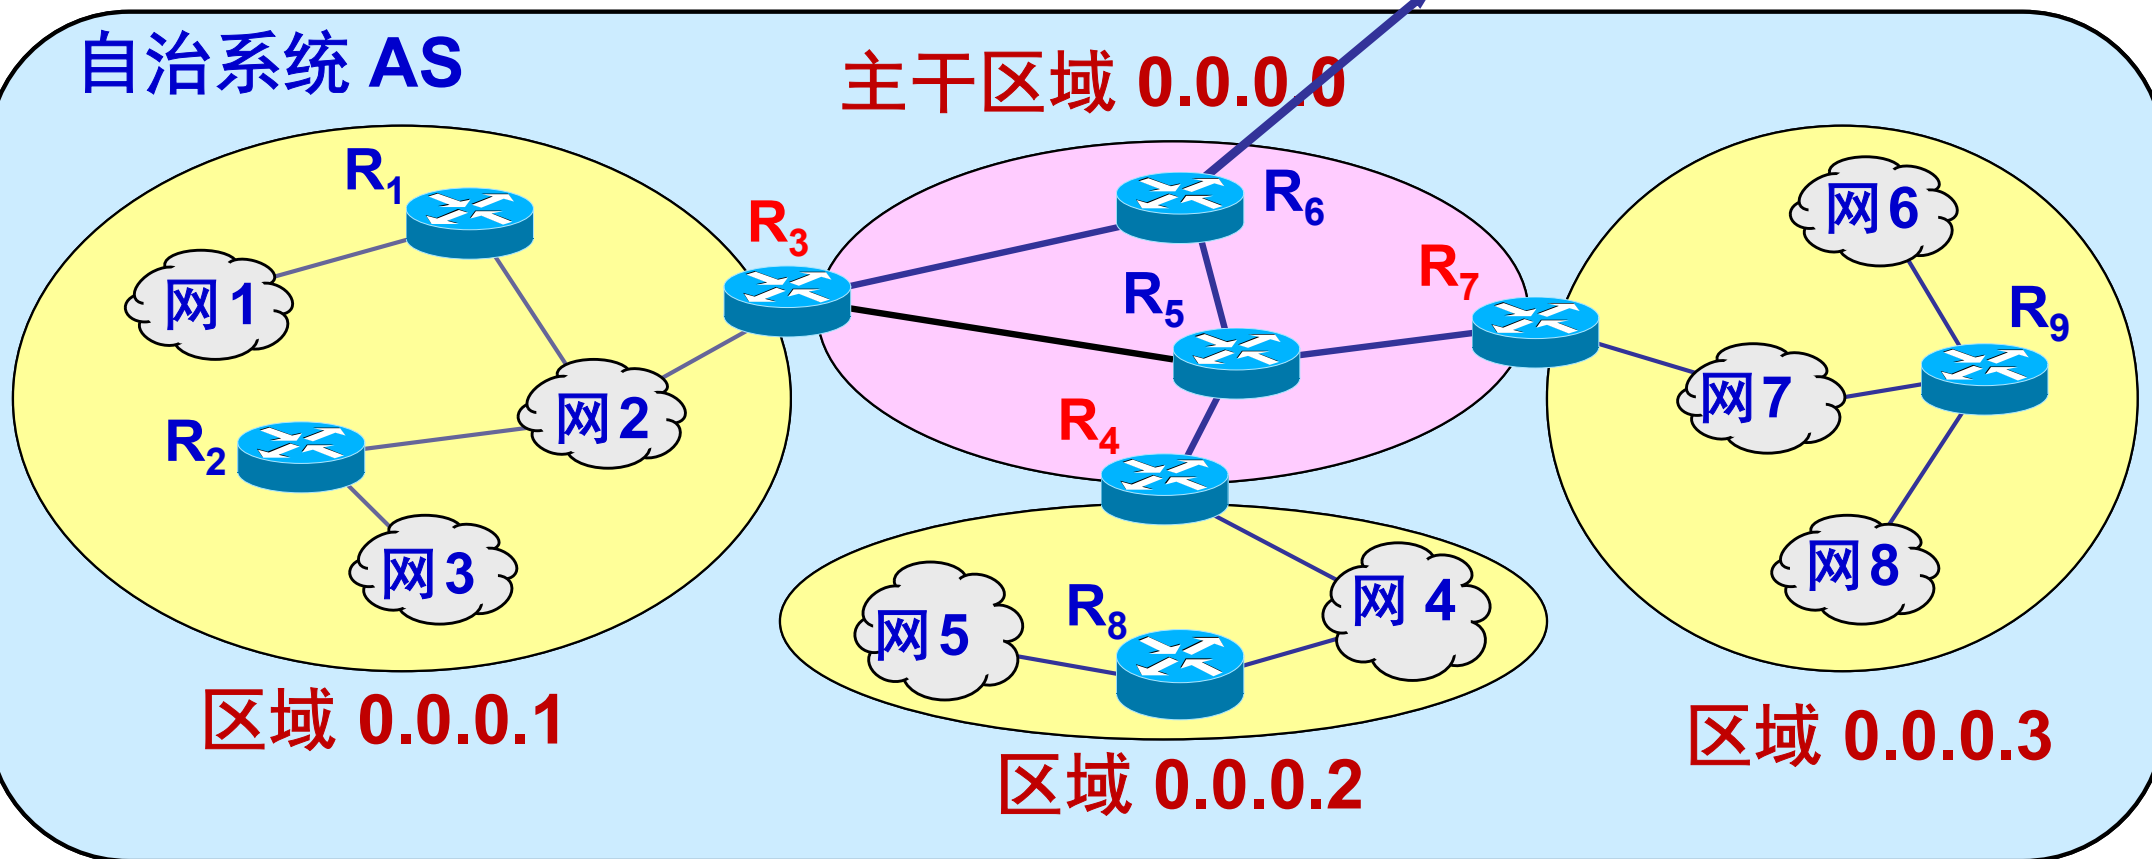 自治系统 AS
主干区域 0.0.0.0
R1
R3
R6
网6
R7
网1
R5
R9
网7
网2
R4
R2
网3
网8
网4
网5
R8
区域 0.0.0.1
区域 0.0.0.2
区域 0.0.0.3